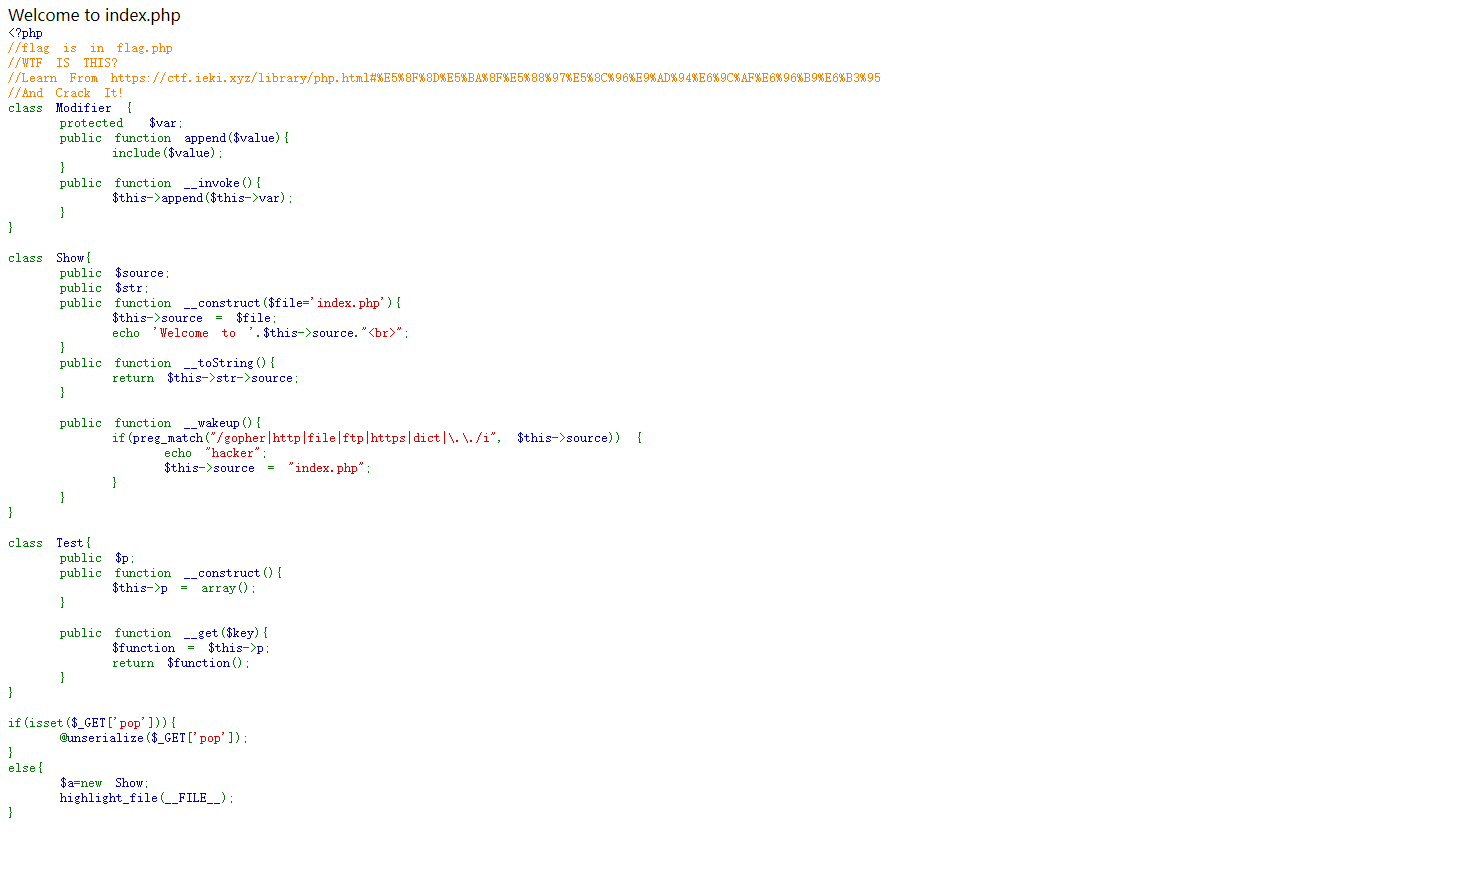 Welcome to index.php
<?php
//flag is in flag.php
//WTF IS THIS?
//Learn From https://ctf.ieki.xyz/library/php.html#%E5%8F%8D%E5%BA%8F%E5%88%97%E5%8C%96%E9%AD%94%E6%9C%AF%E6%96%B9%E6%B3%95
//And Crack It!
class Modifier {
protected $var;
public function append($value){
include($value);
}
public function __invoke(){
$this->append($this->var);
}
}
class Show{
public $source;
public $str;
public function __construct($file='index.php'){
$this->source = $file;
echo 'Welcome to '.$this->source."<br>";
}
public function __toString(){
return $this->str->source;
}
public function __wakeup(){
if(preg_match("/gopher|http|file|ftp|https|dict|\.\./i", $this->source)) {
echo "hacker";
$this->source = "index.php";
}
}
}
class Test{
public $p;
public function __construct(){
$this->p = array();
}
public function __get($key){
$function = $this->p;
return $function();
}
}
if(isset($_GET['pop'])){
@unserialize($_GET['pop']);
}
else{
$a=new Show;
highlight_file(__FILE__);
}